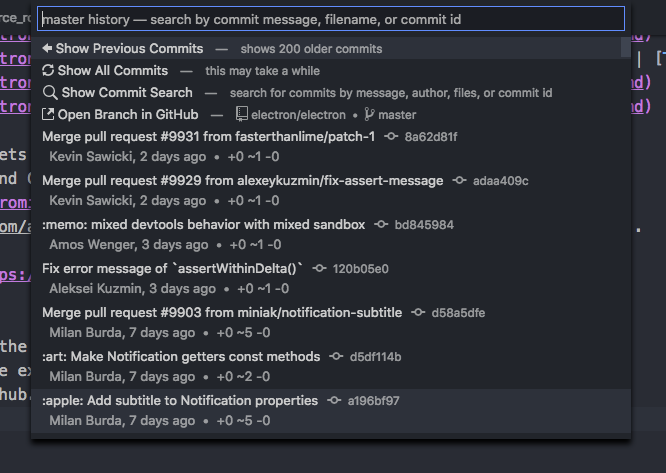 rce_ro
master history — search by commit message, filename, or commit id
Show Previous Commits — shows 200 older commits
Show All Commits — this may take a while
Show Commit Search — search for commits by message, author, files, or commit id
Open Branch in GitHub — electron/electron • master
Merge pull request #9931 from fasterthanlime/patch-1 8a62d81f
Kevin Sawicki, 2 days ago • +0 ~1 -0
Merge pull request #9929 from alexeykuzmin/fix-assert-message adaa409c
Kevin Sawicki, 2 days ago • +0 ~1 -0
:memo: mixed devtools behavior with mixed sandbox bd845984
Amos Wenger, 3 days ago • +0 ~1 -0
Fix error message of `assertWithinDelta()` 120b05e0
Aleksei Kuzmin, 3 days ago • +0 ~1 -0
Merge pull request #9903 from miniak/notification-subtitle d58a5dfe
Milan Burda, 7 days ago • +0 ~5 -0
:art: Make Notification getters const methods d5df114b
Milan Burda, 7 days ago • +0 ~2 -0
:apple: Add subtitle to Notification properties a196bf97
Milan Burda, 7 days ago • +0 ~5 -0